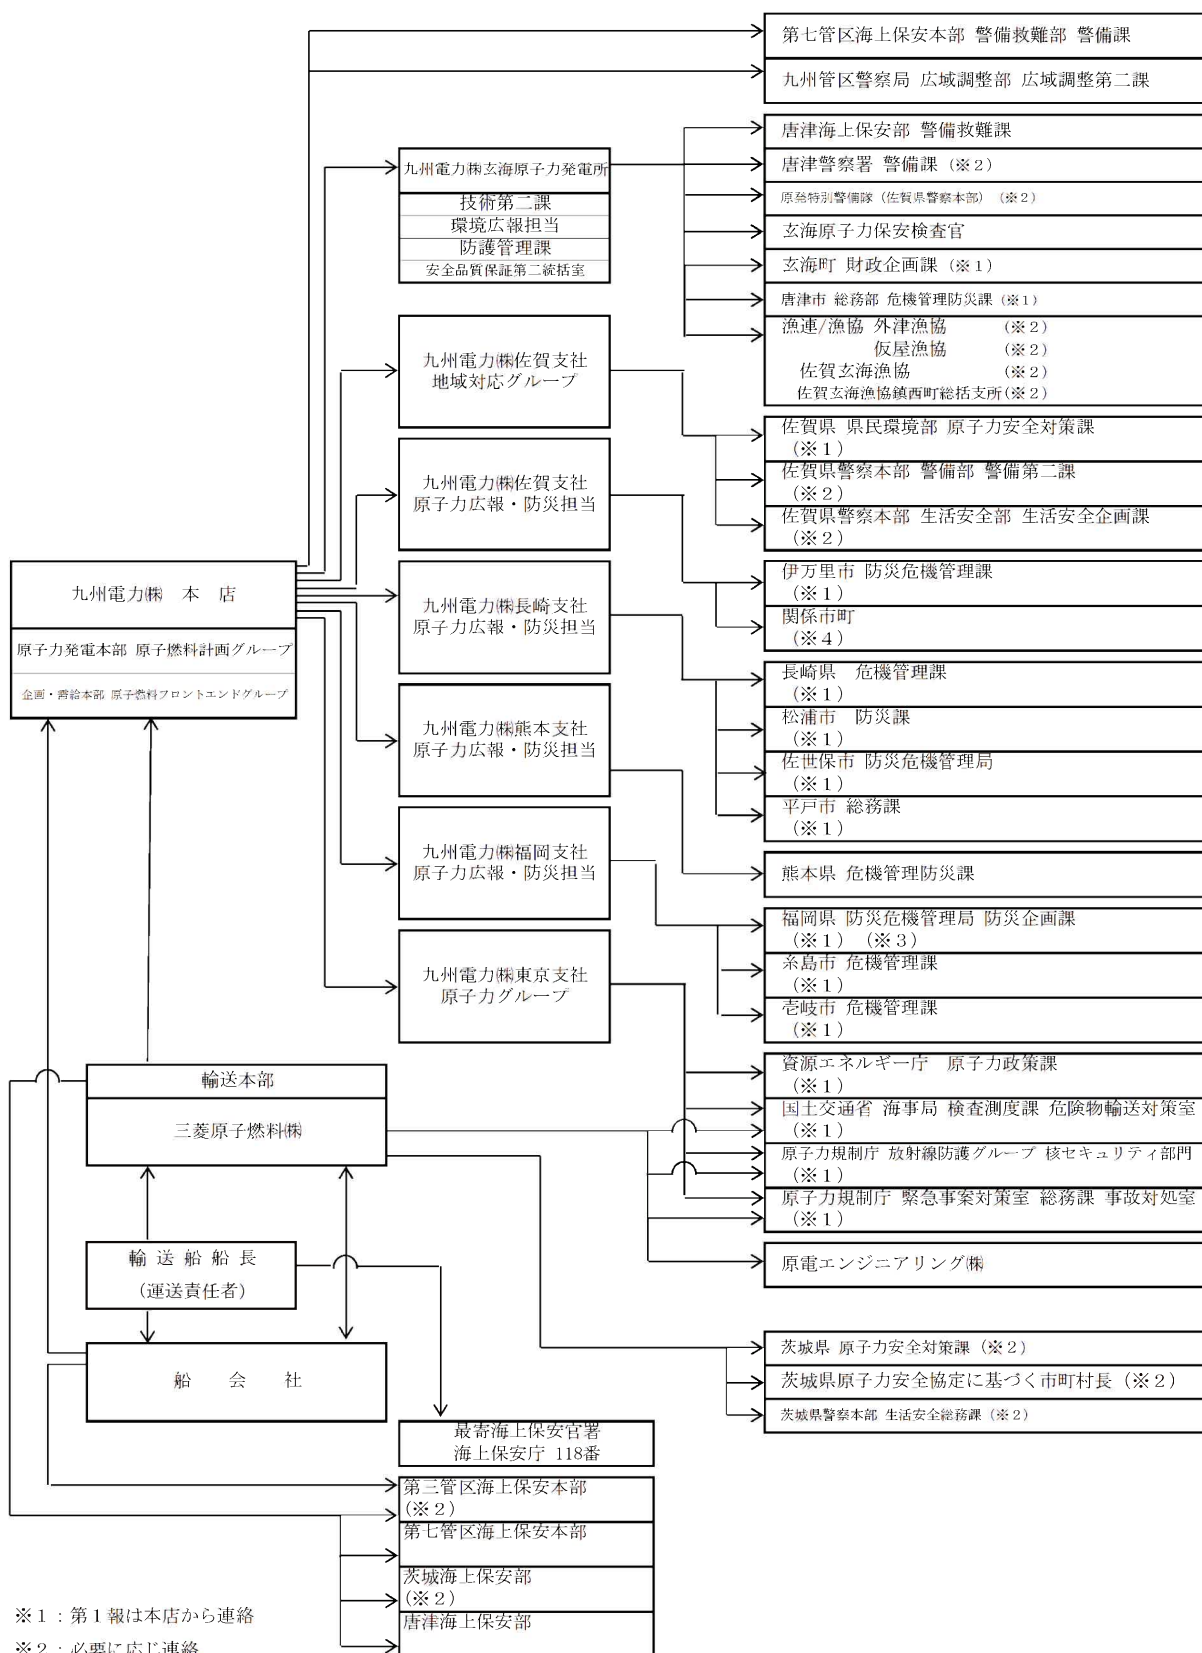 第七管区海上保安本部 警備救難部 警備課
九州管区警察局 広域調整部 広域調整第二課
唐津海上保安部 警備救難課
唐津警察署 警備課（※２）
原発特別警備隊（佐賀県警察本部）（※２）
玄海原子力保安検査官
玄海町 財政企画課（※１）
唐津市 総務部 危機管理防災課（※１）
漁連/漁協 外津漁協 （※２）
仮屋漁協 （※２）
佐賀玄海漁協 （※２）
佐賀玄海漁協鎮西町総括支所（※２）
九州電力㈱玄海原子力発電所
技術第二課
環境広報担当
防護管理課
安全品質保証第二統括室
九州電力㈱佐賀支社
地域対応グループ
佐賀県 県民環境部 原子力安全対策課
（※１）
佐賀県警察本部 警備部 警備第二課
（※２）
佐賀県警察本部 生活安全部 生活安全企画課
（※２）
九州電力㈱佐賀支社
原子力広報・防災担当
伊万里市 防災危機管理課
（※１）
関係市町
（※４）
九州電力㈱ 本 店
原子力発電本部 原子燃料計画グループ
企画・需給本部 原子燃料フロントエンドグループ
九州電力㈱長崎支社
原子力広報・防災担当
長崎県 危機管理課
（※１）
松浦市 防災課
（※１）
佐世保市 防災危機管理局
（※１）
平戸市 総務課
（※１）
九州電力㈱熊本支社
原子力広報・防災担当
熊本県 危機管理防災課
九州電力㈱福岡支社
原子力広報・防災担当
福岡県 防災危機管理局 防災企画課
（※１）（※３）
糸島市 危機管理課
（※１）
壱岐市 危機管理課
（※１）
九州電力㈱東京支社
原子力グループ
資源エネルギー庁 原子力政策課
（※１）
国土交通省 海事局 検査測度課 危険物輸送対策室
（※１）
原子力規制庁 放射線防護グループ 核セキュリティ部門
（※１）
原子力規制庁 緊急事案対策室 総務課 事故対処室
（※１）
輸送本部
三菱原子燃料㈱
原電エンジニアリング㈱
輸 送 船 船 長
（運送責任者）
船 会 社
茨城県 原子力安全対策課（※２）
茨城県原子力安全協定に基づく市町村長（※２）
茨城県警察本部 生活安全総務課（※２）
最寄海上保安官署
海上保安庁 118番
第三管区海上保安本部
（※２）
第七管区海上保安本部
茨城海上保安部
（※２）
唐津海上保安部
※１：第１報は本店から連絡
※２：必要に応じ連絡